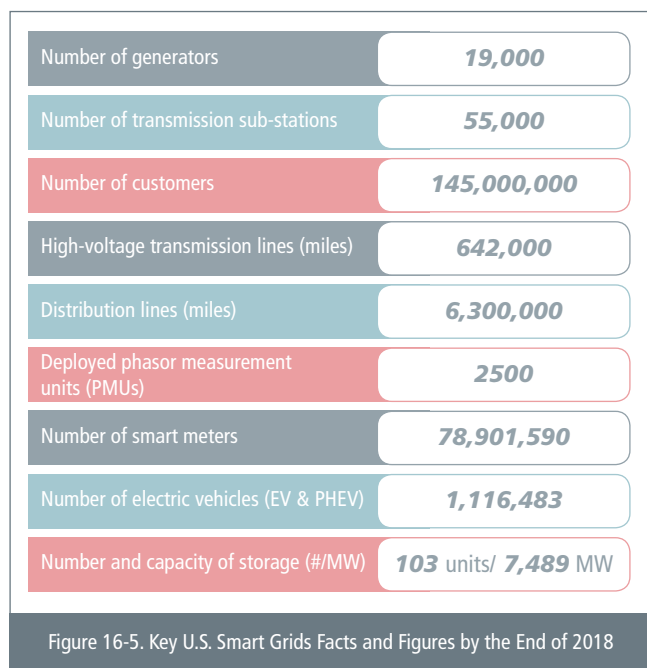 Number of generators 19,000
Number of transmission sub-stations 55,000
Number of customers 145,000,000
High-voltage transmission lines (miles) 642,000
Distribution lines (miles) 6,300,000
Deployed phasor measurement
units (PMUs) 2500
Number of smart meters 78,901,590
Number of electric vehicles (EV & PHEV) 1,116,483
Number and capacity of storage (#/MW) 103 units/ 7,489 MW
Figure 16-5. Key U.S. Smart Grids Facts and Figures by the End of 2018